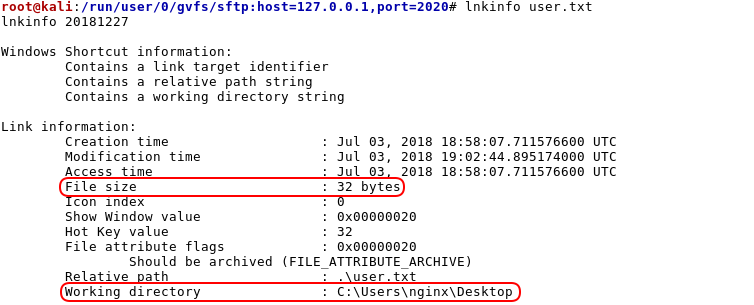 root@kali:/run/user/0/gvfs/sftp:host=127.0.0.1,port=2020# lnkinfo user.txt
lnkinfo 20181227
Windows Shortcut information:
Contains a link target identifier
Contains a relative path string
Contains a working directory string
Link information:
Creation time : Jul 03, 2018 18:58:07.711576600 UTC
Modification time : Jul 03, 2018 19:02:44.895174000 UTC
Access time : Jul 03, 2018 18:58:07.711576600 UTC
File size : 32 bytes
Icon index : 0
Show Window value : 0x00000020
Hot Key value : 32
File attribute flags : 0x00000020
Should be archived (FILE_ATTRIBUTE_ARCHIVE)
Relative path : .\user.txt
Working directory : C:\Users\nginx\Desktop